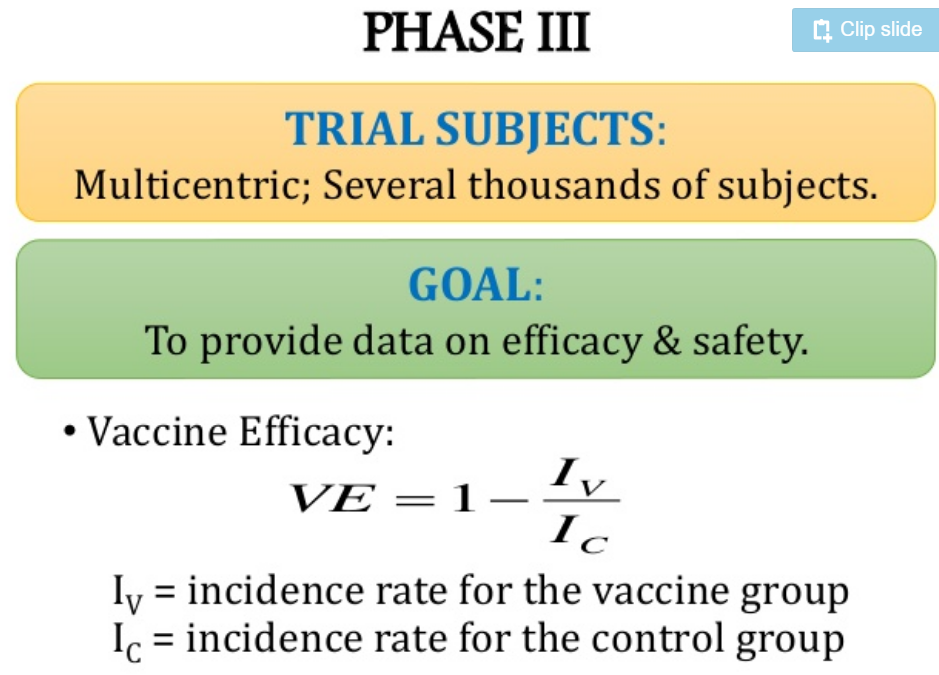 PHASE III
Clip slide
TRIAL SUBJECTS:
Multicentric; Several thousands of subjects.
GOAL:
To provide data on efficacy & safety.
• Vaccine Efficacy:
VE = 1 − I_V / I_C
I_V = incidence rate for the vaccine group
I_C = incidence rate for the control group